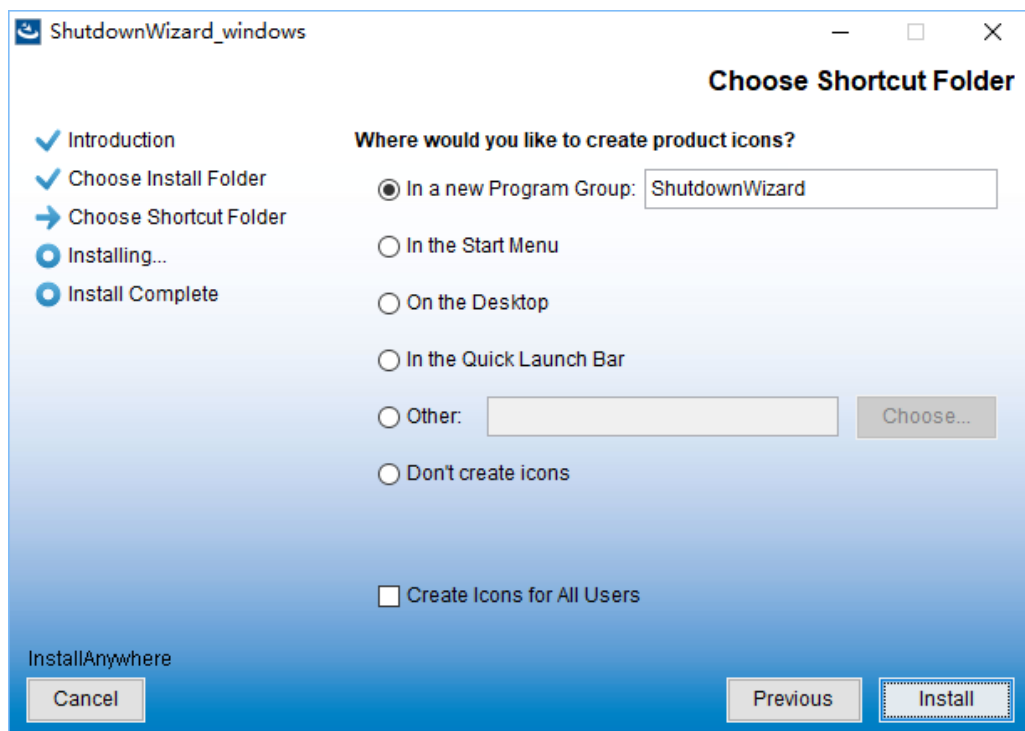 ShutdownWizard_windows
Choose Shortcut Folder
Introduction
Choose Install Folder
Choose Shortcut Folder
Installing...
Install Complete
Where would you like to create product icons?
In a new Program Group: ShutdownWizard
In the Start Menu
On the Desktop
In the Quick Launch Bar
Other: Choose...
Don't create icons
Create Icons for All Users
InstallAnywhere
Cancel Previous Install